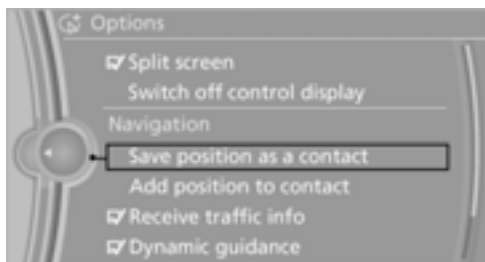 Options
Split screen
Switch off control display
Navigation
Save position as a contact
Add position to contact
Receive traffic info
Dynamic guidance